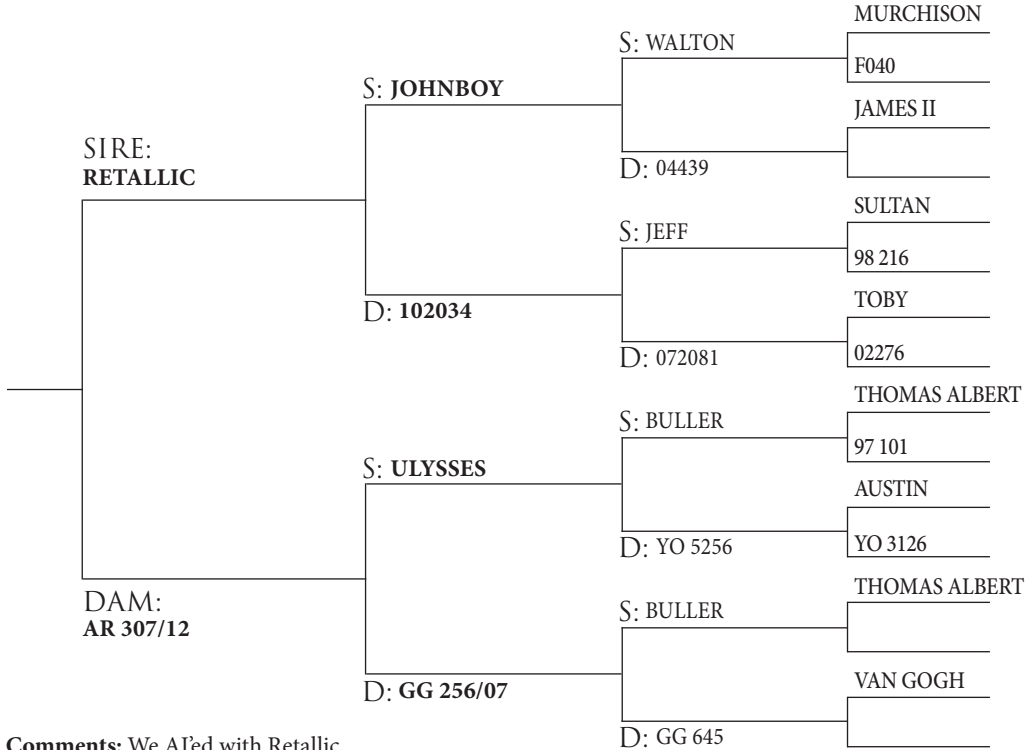 MURCHISON
S: WALTON
F040
S: JOHNBOY
JAMES II
SIRE:
RETALLIC
D: 04439
SULTAN
S: JEFF
98 216
D: 102034
TOBY
D: 072081
02276
THOMAS ALBERT
S: BULLER
97 101
S: ULYSSES
AUSTIN
D: YO 5256
YO 3126
DAM:
AR 307/12
THOMAS ALBERT
S: BULLER
D: GG 256/07
VAN GOGH
D: GG 645
Comments: We AI'ed with Retallic